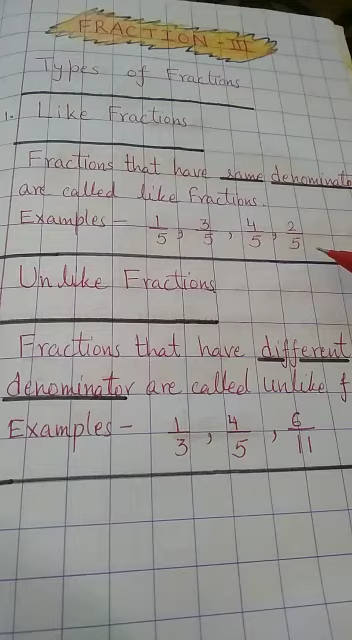 FRACTION - III
Types of Fractions
1. Like Fractions
Fractions that have same denominato
are called like fractions.
Examples - 1/5, 3/5, 4/5, 2/5
Unlike Fractions
Fractions that have different
denominator are called unlike f
Examples - 1/3, 4/5, 6/11